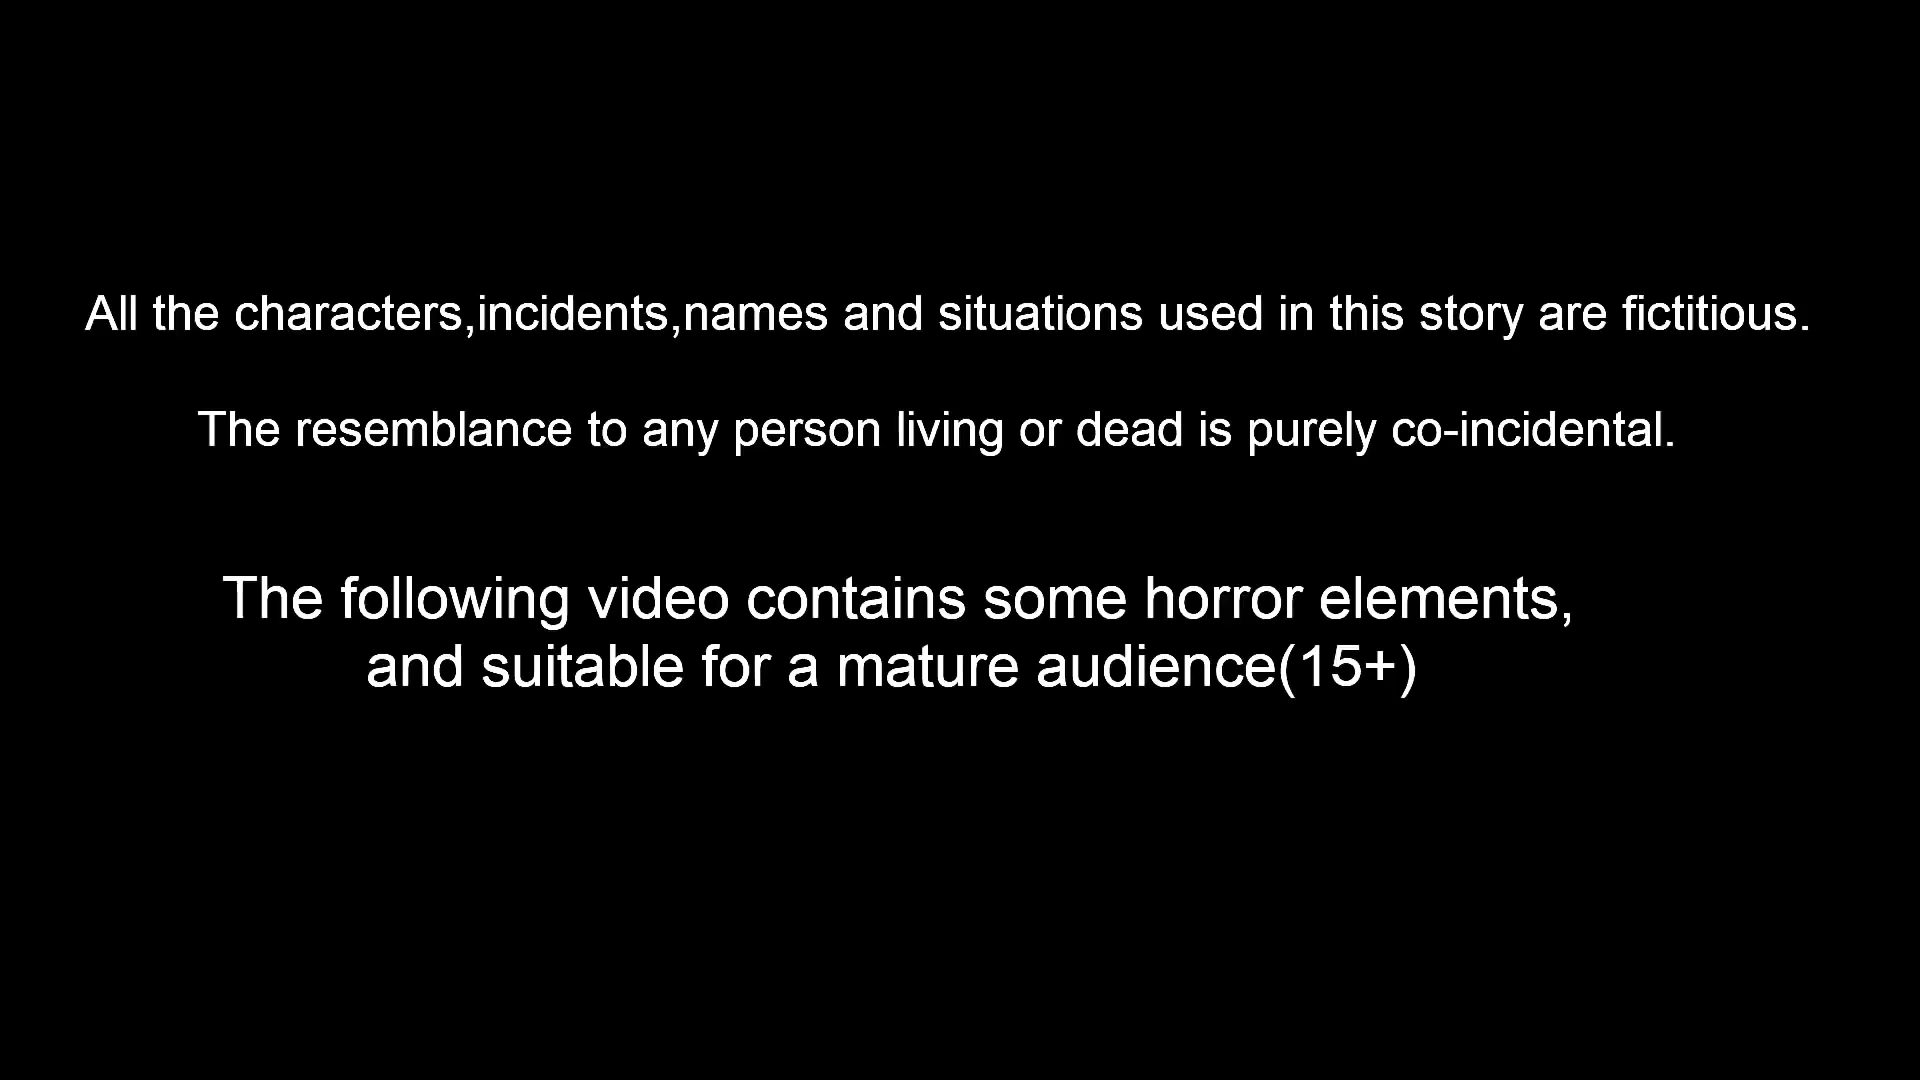 All the characters,incidents,names and situations used in this story are fictitious.
The resemblance to any person living or dead is purely co-incidental.
The following video contains some horror elements,
and suitable for a mature audience(15+)